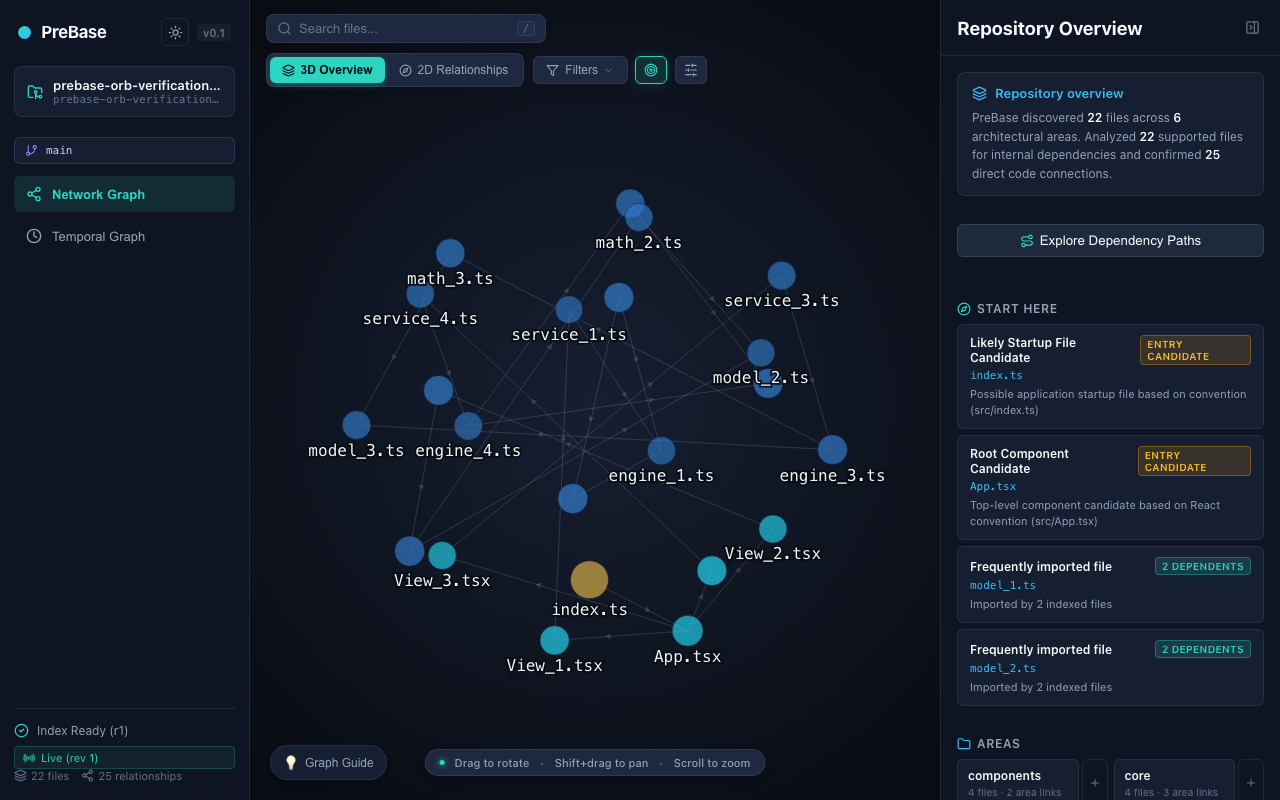 PreBase
v0.1
prebase-orb-verification...
prebase-orb-verification…
main
Network Graph
Temporal Graph
Index Ready (r1)
Live (rev 1)
22 files
25 relationships
Search files...
/
3D Overview
2D Relationships
Filters
math_2.ts
math_3.ts
service_3.ts
service_4.ts
service_1.ts
model_2.ts
model_3.ts
engine_4.ts
engine_1.ts
engine_3.ts
View_2.tsx
View_3.tsx
index.ts
View_1.tsx
App.tsx
Graph Guide
Drag to rotate · Shift+drag to pan · Scroll to zoom
Repository Overview
Repository overview
PreBase discovered 22 files across 6
architectural areas. Analyzed 22 supported files
for internal dependencies and confirmed 25
direct code connections.
Explore Dependency Paths
START HERE
Likely Startup File
Candidate
ENTRY
CANDIDATE
index.ts
Possible application startup file based on convention
(src/index.ts)
Root Component
Candidate
ENTRY
CANDIDATE
App.tsx
Top-level component candidate based on React
convention (src/App.tsx)
Frequently imported file
2 DEPENDENTS
model_1.ts
Imported by 2 indexed files
Frequently imported file
2 DEPENDENTS
model_2.ts
Imported by 2 indexed files
AREAS
components
4 files · 2 area links
+
core
4 files · 3 area links
+